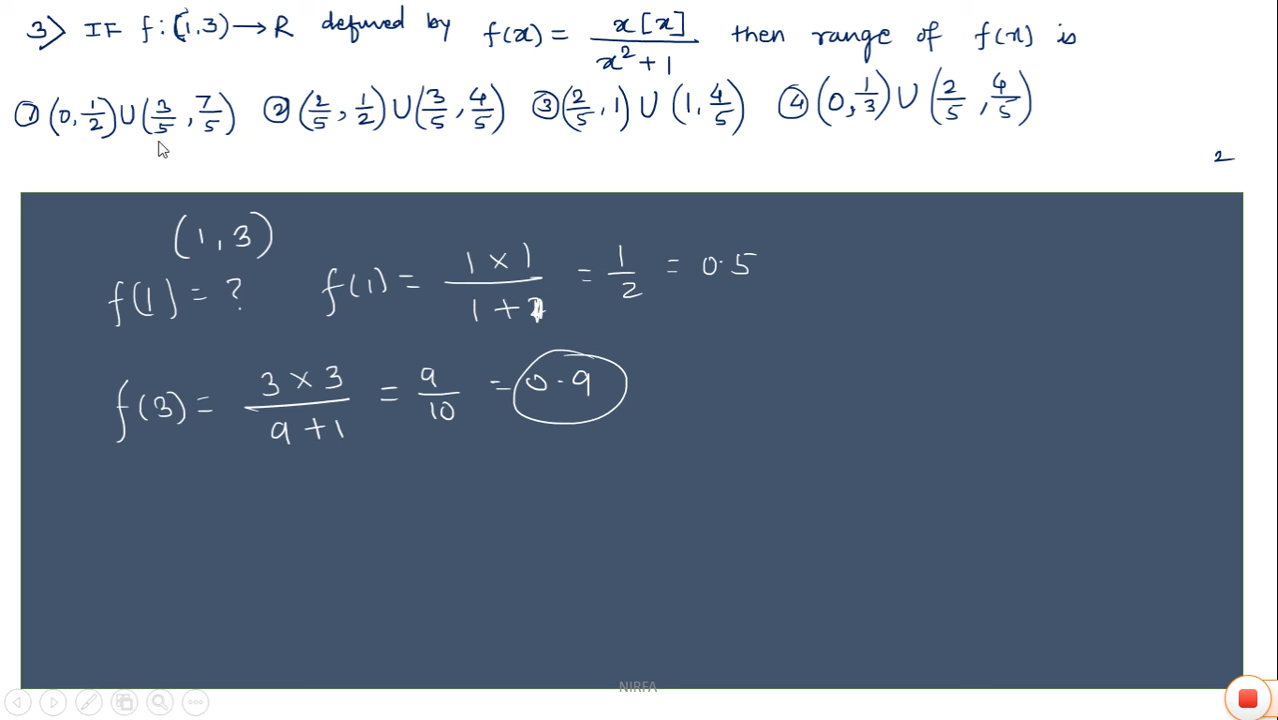 3) IF f:(1,3)→R defined by f(x) = x[x] / x²+1 then range of f(x) is
① (0,1/2)∪(3/5,7/5) ② (2/5,1/2)∪(3/5,4/5) ③ (2/5,1)∪(1,4/5) ④ (0,1/3)∪(2/5,4/5)
2
(1,3)
f(1) = ? f(1) = 1×1 / 1+1 = 1/2 = 0.5
f(3) = 3×3 / 9+1 = 9/10 = 0.9
NIRFA